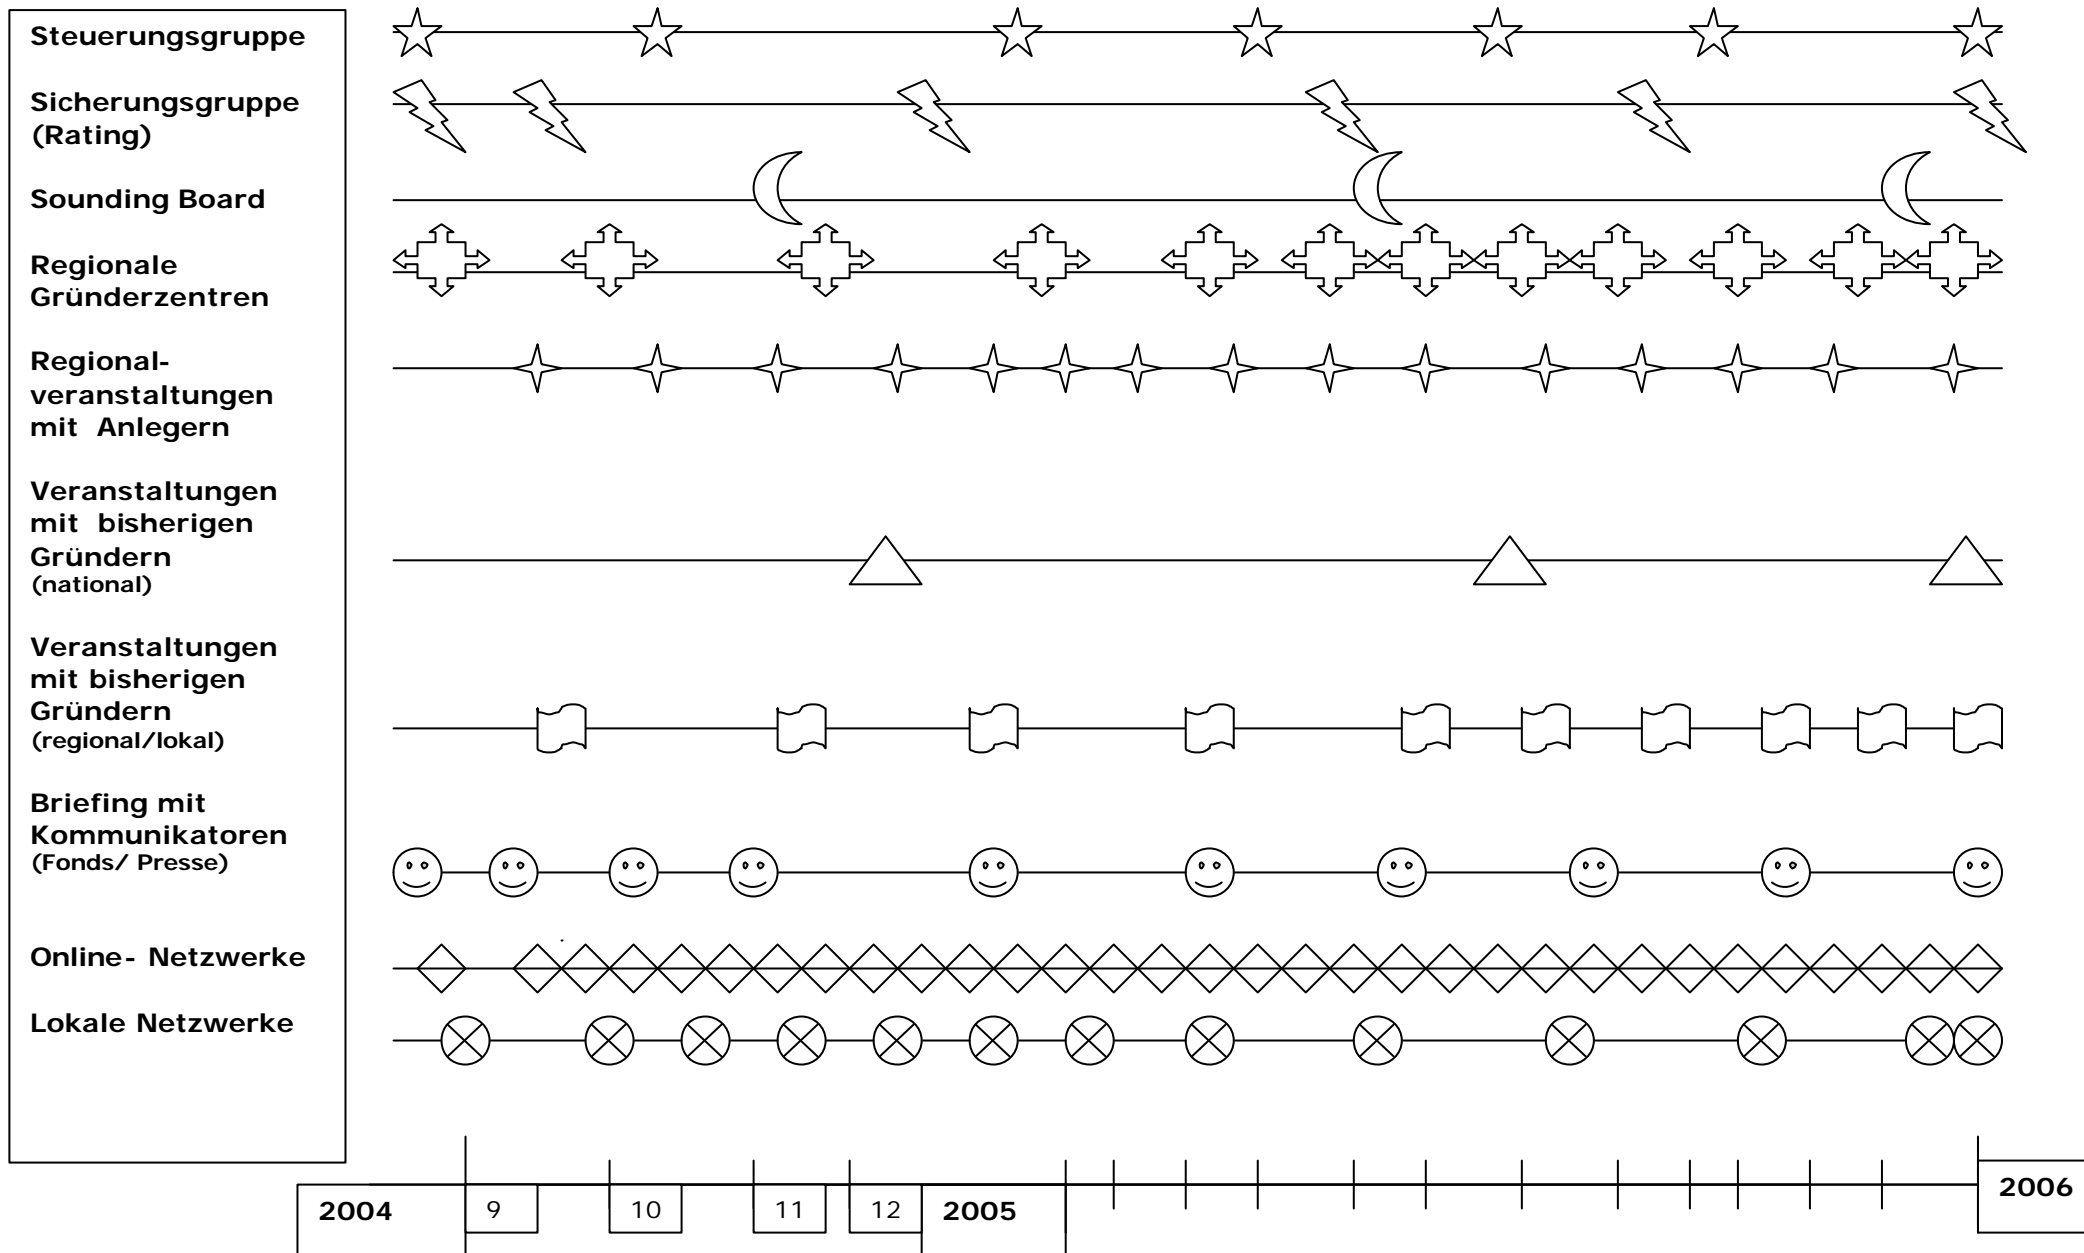 Steuerungsgruppe
Sicherungsgruppe
(Rating)
Sounding Board
Regionale
Gründerzentren
Regional-
veranstaltungen
mit Anlegern
Veranstaltungen
mit bisherigen
Gründern
(national)
Veranstaltungen
mit bisherigen
Gründern
(regional/lokal)
Briefing mit
Kommunikatoren
(Fonds/ Presse)
Online- Netzwerke
Lokale Netzwerke
2004 9 10 11 12 2005 2006